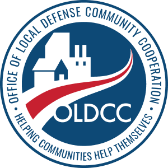 OFFICE OF LOCAL DEFENSE COMMUNITY COOPERATION
OLDCC
HELPING COMMUNITIES HELP THEMSELVES